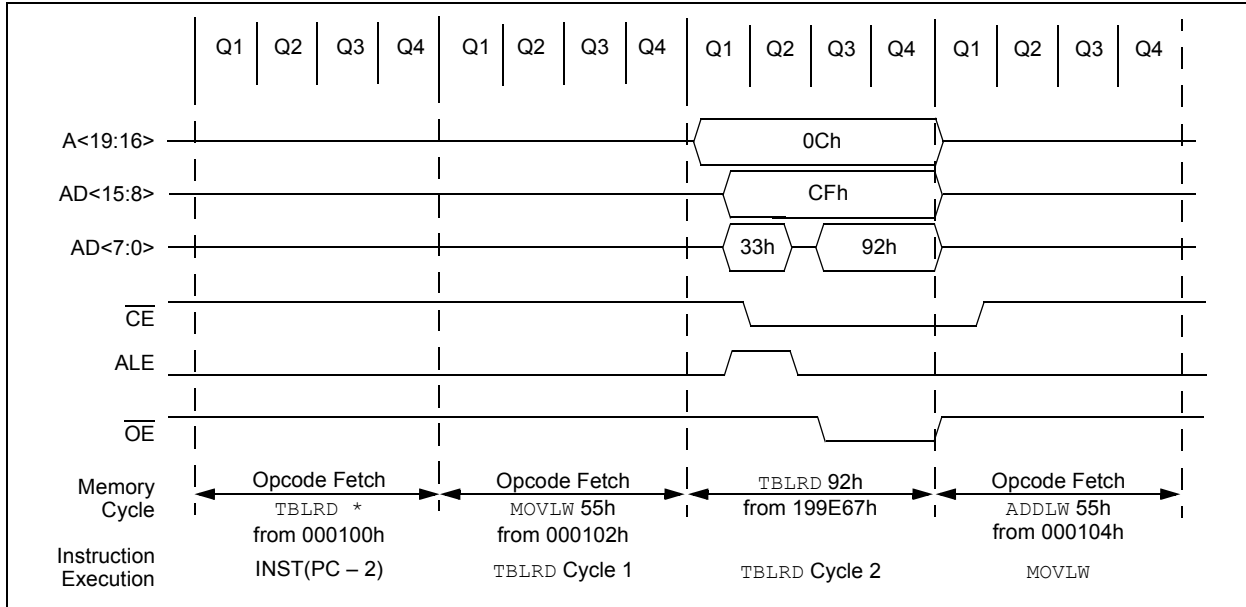 Q1 Q2 Q3 Q4 Q1 Q2 Q3 Q4 Q1 Q2 Q3 Q4 Q1 Q2 Q3 Q4
A<19:16> 0Ch
AD<15:8> CFh
AD<7:0> 33h 92h
CE
ALE
OE
Memory Cycle
Opcode Fetch
TBLRD *
from 000100h
Opcode Fetch
MOVLW 55h
from 000102h
TBLRD 92h
from 199E67h
Opcode Fetch
ADDLW 55h
from 000104h
Instruction
Execution
INST(PC – 2)
TBLRD Cycle 1
TBLRD Cycle 2
MOVLW